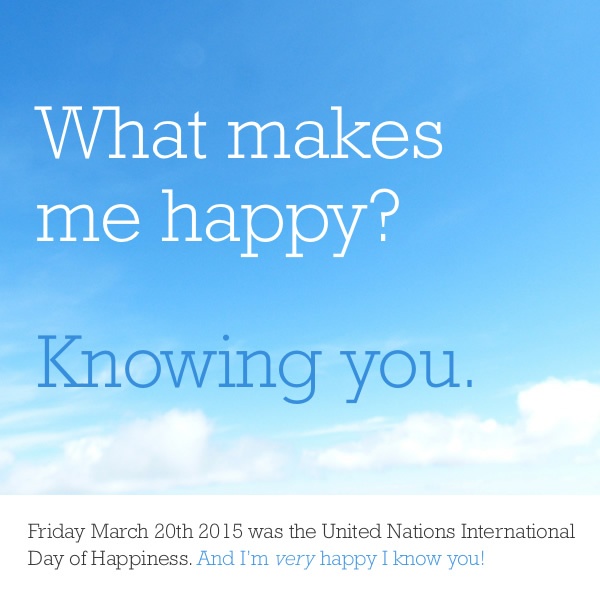 What makes
me happy?
Knowing you.
Friday March 20th 2015 was the United Nations International
Day of Happiness. And I'm very happy I know you!